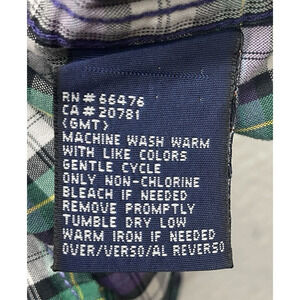 RN # 66476
CA # 20781
(GMT)
MACHINE WASH WARM
WITH LIKE COLORS
GENTLE CYCLE
ONLY NON-CHLORINE
BLEACH IF NEEDED
REMOVE PROMPTLY
TUMBLE DRY LOW
WARM IRON IF NEEDED
OVER/VERSO/AL REVERSO